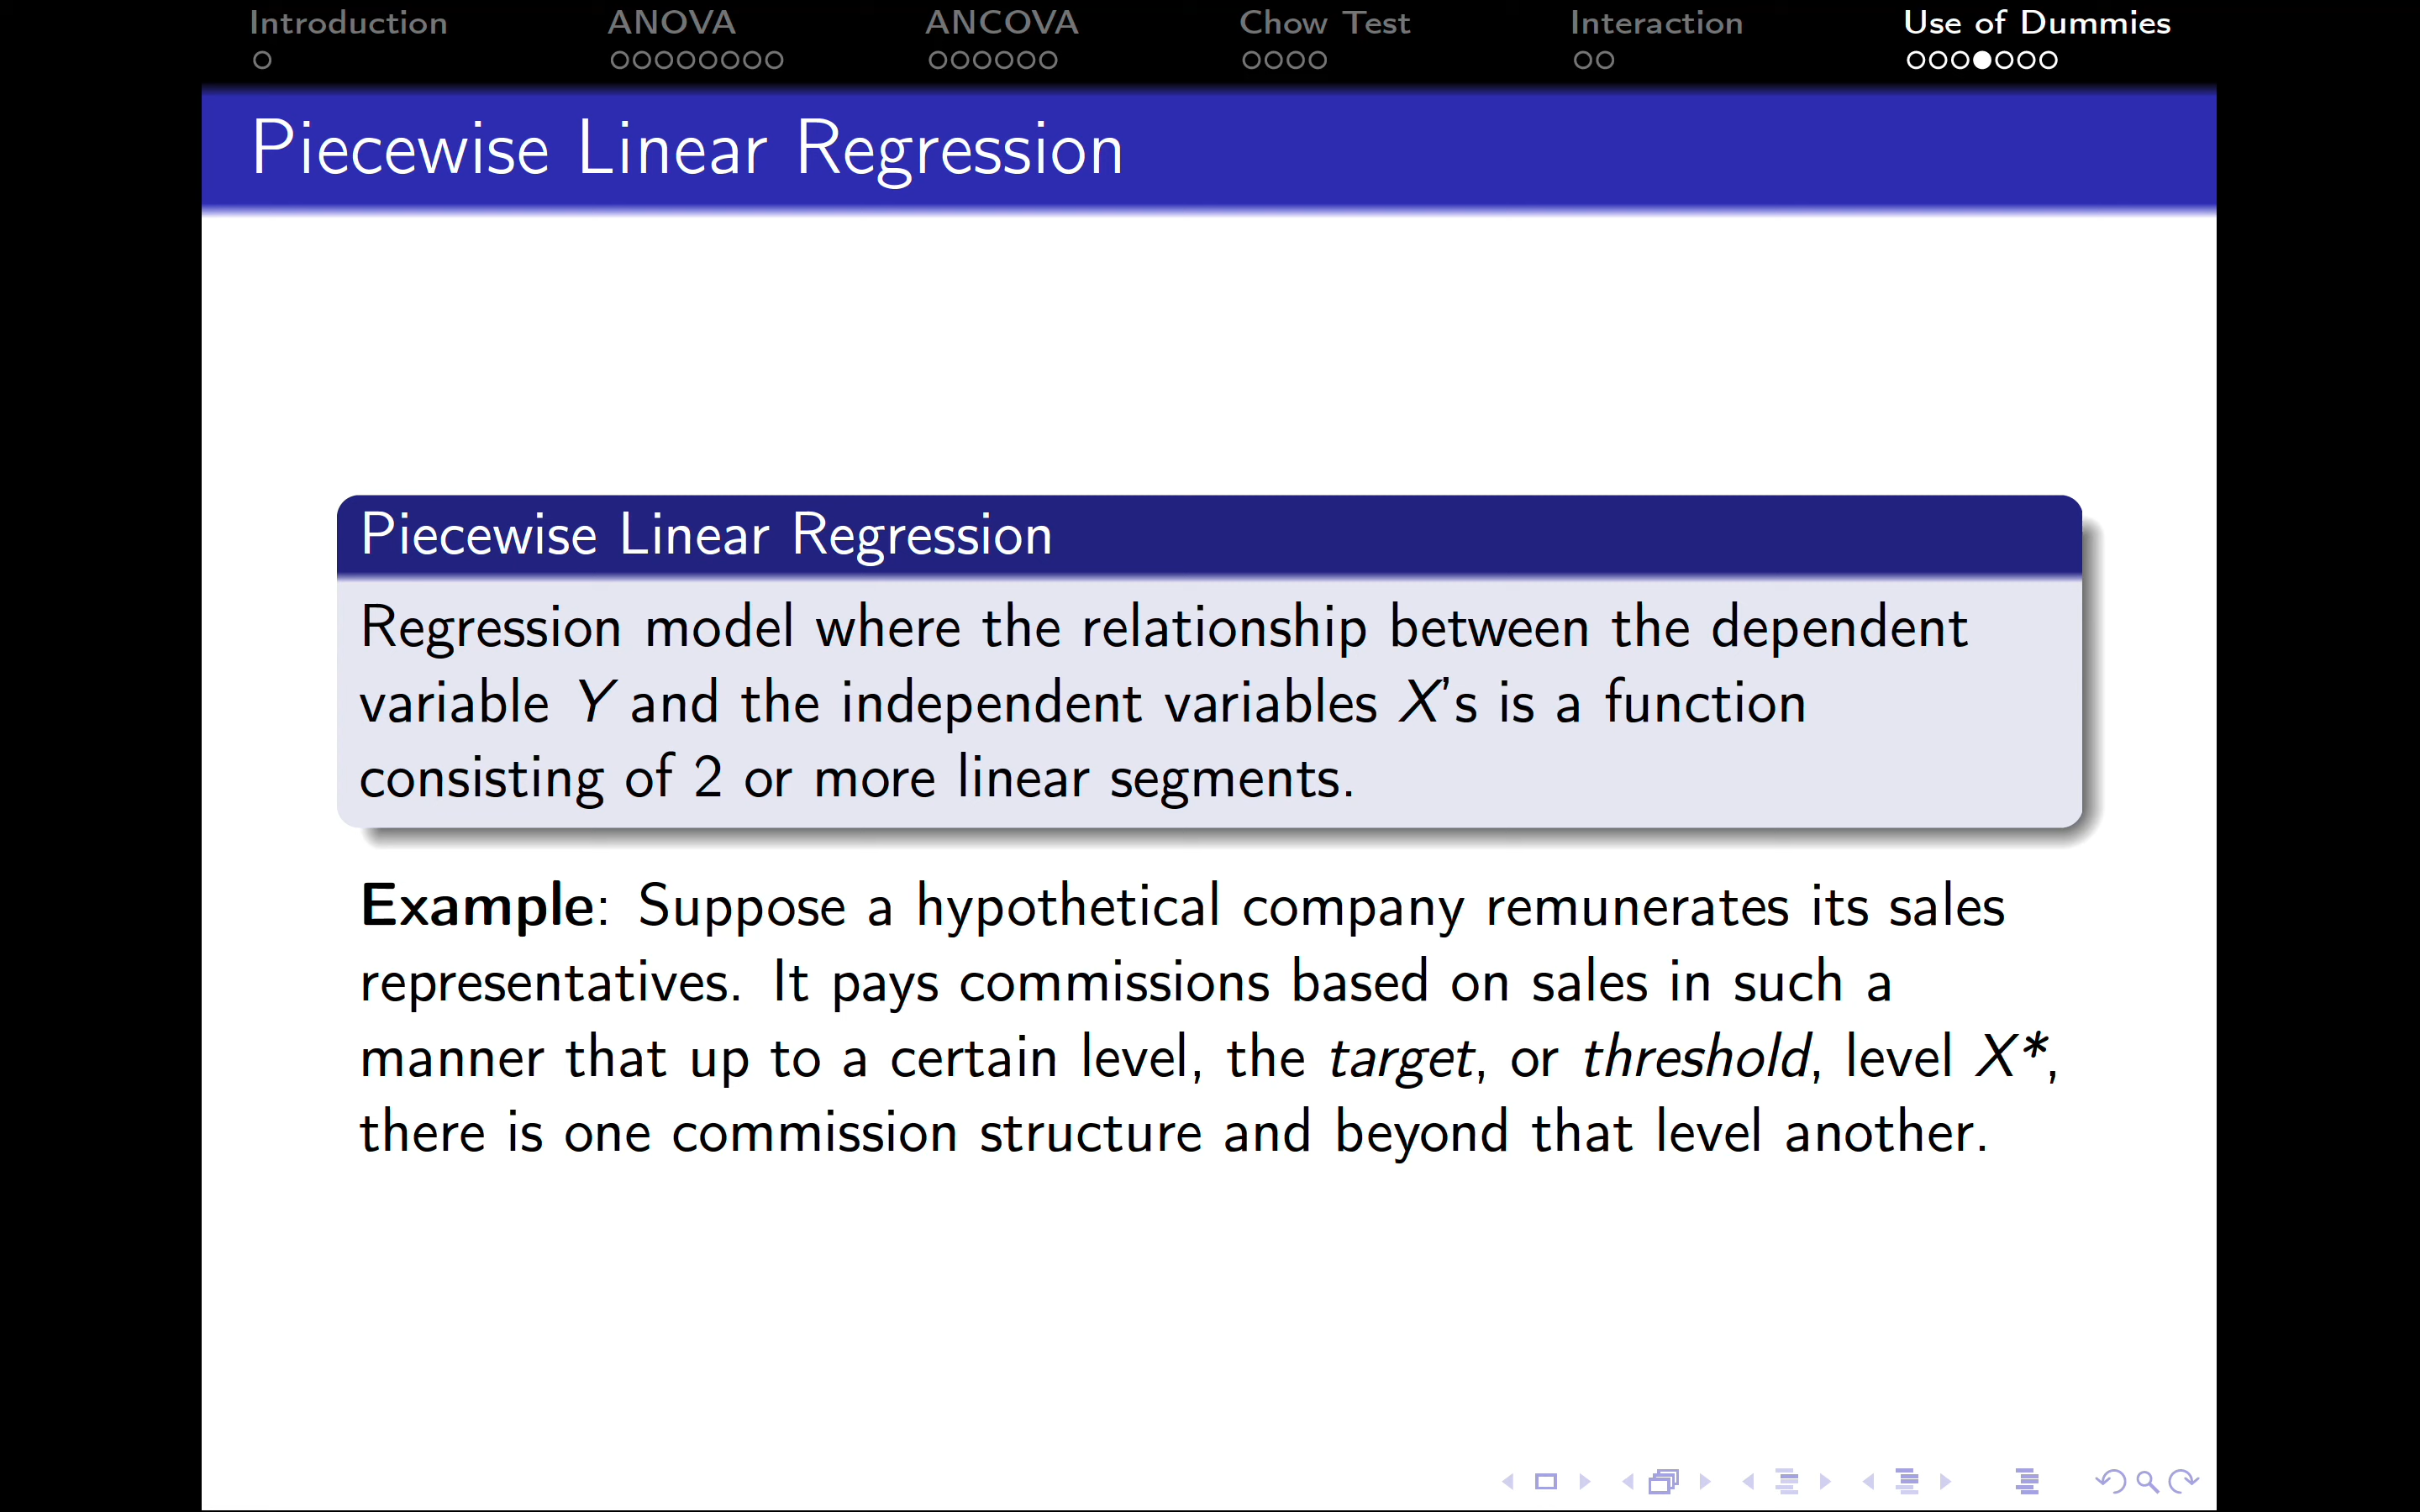 Introduction ANOVA ANCOVA Chow Test Interaction Use of Dummies
Piecewise Linear Regression
Piecewise Linear Regression
Regression model where the relationship between the dependent
variable Y and the independent variables X's is a function
consisting of 2 or more linear segments.
Example: Suppose a hypothetical company remunerates its sales
representatives. It pays commissions based on sales in such a
manner that up to a certain level, the target, or threshold, level X*,
there is one commission structure and beyond that level another.